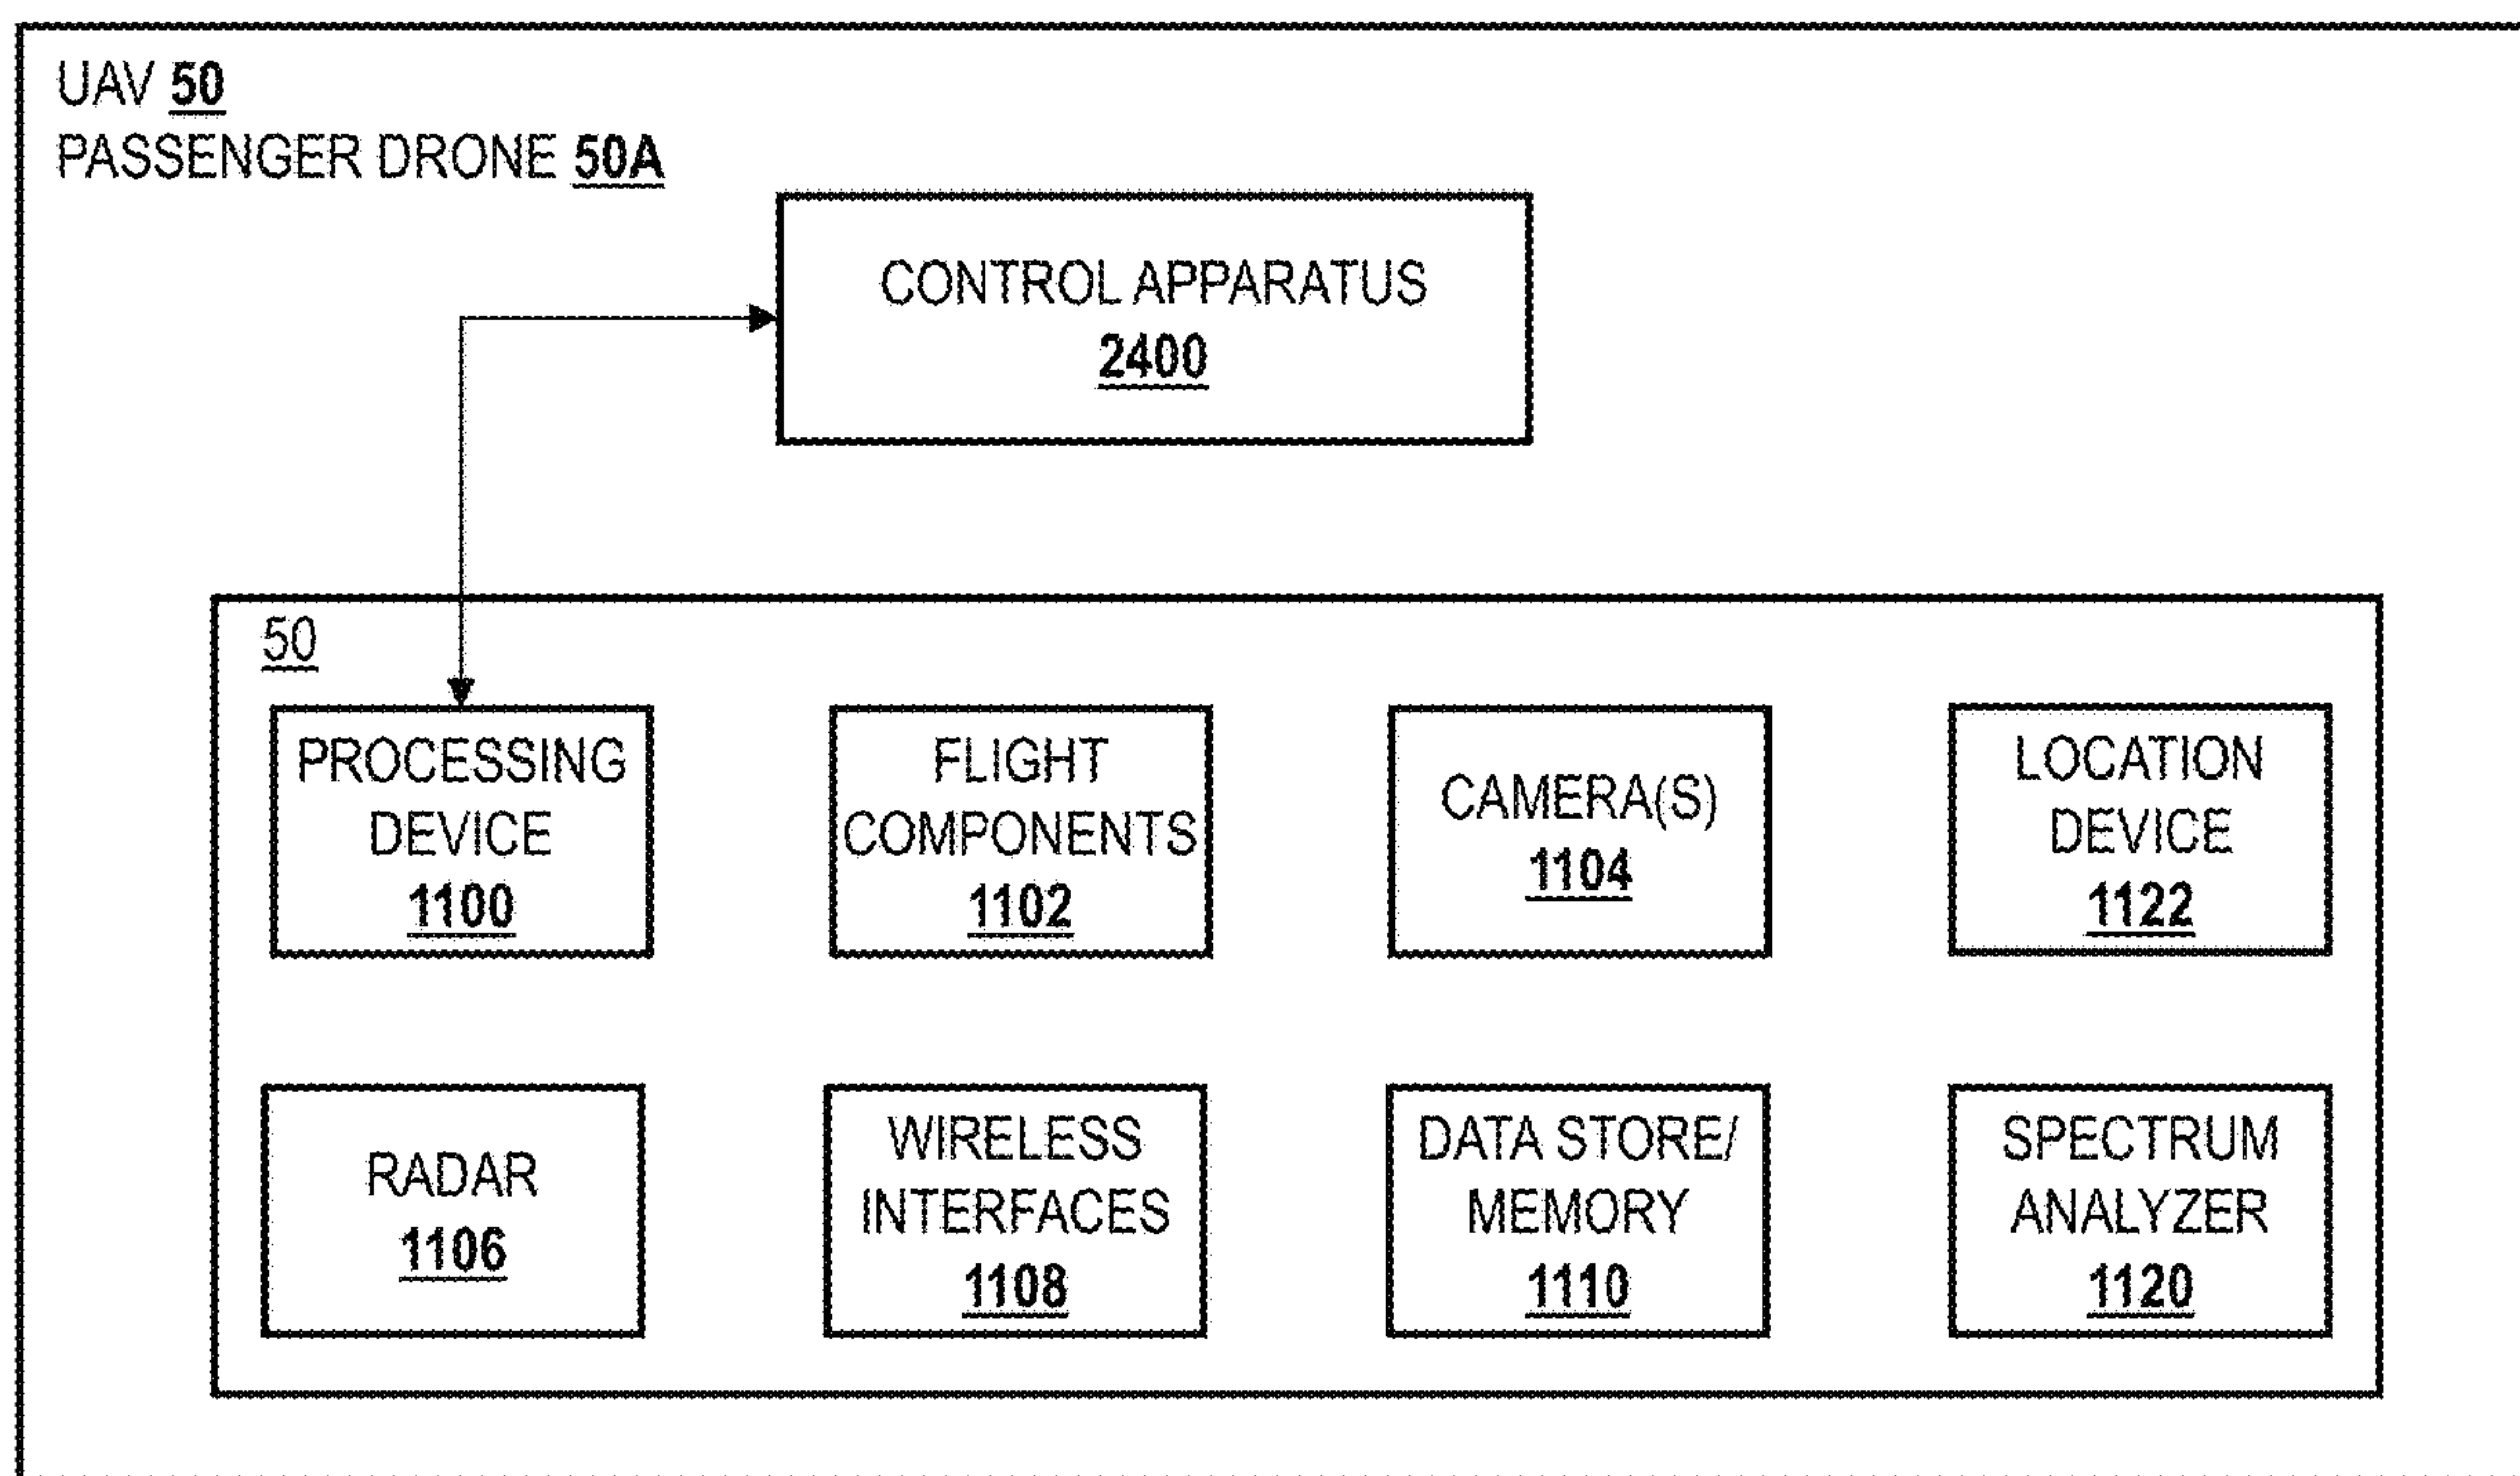 UAV 50
PASSENGER DRONE 50A
CONTROL APPARATUS
2400
50
PROCESSING
DEVICE
1100
FLIGHT
COMPONENTS
1102
CAMERA(S)
1104
LOCATION
DEVICE
1122
RADAR
1106
WIRELESS
INTERFACES
1108
DATA STORE/
MEMORY
1110
SPECTRUM
ANALYZER
1120